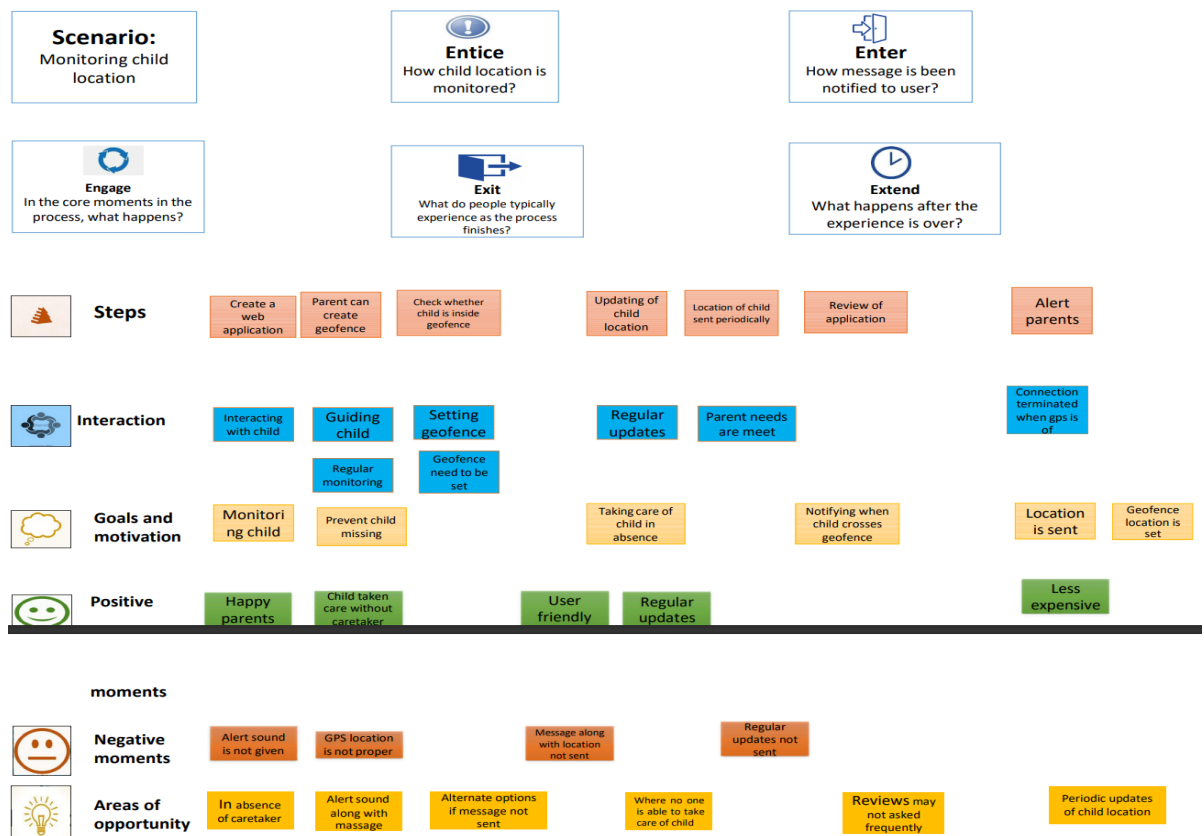 Scenario:
Monitoring child
location
Entice
How child location is
monitored?
Enter
How message is been
notified to user?
Engage
In the core moments in the
process, what happens?
Exit
What do people typically
experience as the process
finishes?
Extend
What happens after the
experience is over?
Steps
Create a
web
application
Parent can
create
geofence
Check whether
child is inside
geofence
Updating of
child
location
Location of child
sent periodically
Review of
application
Alert
parents
Interaction
Interacting
with child
Guiding
child
Setting
geofence
Regular
updates
Parent needs
are meet
Connection
terminated
when gps is
of
Regular
monitoring
Geofence
need to be
set
Goals and
motivation
Monitori
ng child
Prevent child
missing
Taking care of
child in
absence
Notifying when
child crosses
geofence
Location
is sent
Geofence
location is
set
Positive
Happy
parents
Child taken
care without
caretaker
User
friendly
Regular
updates
Less
expensive
moments
Negative
moments
Alert sound
is not given
GPS location
is not proper
Message along
with location
not sent
Regular
updates not
sent
Areas of
opportunity
In absence
of caretaker
Alert sound
along with
massage
Alternate options
if message not
sent
Where no one
is able to take
care of child
Reviews may
not asked
frequently
Periodic updates
of child location